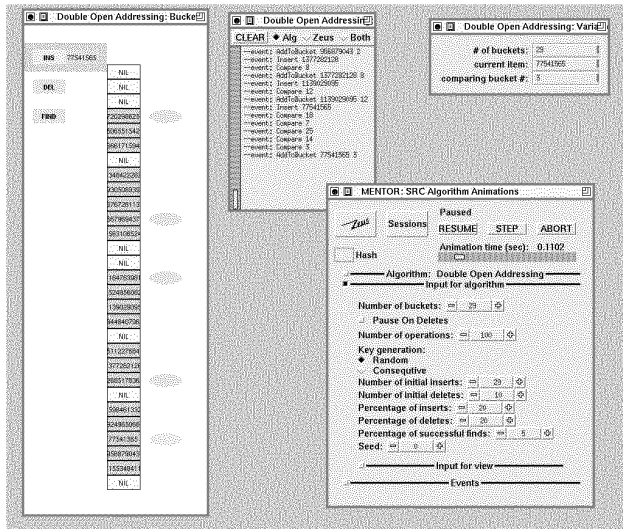 Double Open Addressing: Bucke
INS 77541565
DEL
FIND
NIL
NIL
NIL
NIL
NIL
NIL
NIL
NIL
NIL
Double Open Addressin
CLEAR Alg Zeus Both
--event: AddToBucket 956879043 2
--event: Insert 1377282128
--event: Compare 8
--event: AddToBucket 1377282128 8
--event: Insert 1139029095
--event: Compare 12
--event: AddToBucket 1139029095 12
--event: Insert 77541565
--event: Compare 18
--event: Compare 7
--event: Compare 25
--event: Compare 14
--event: Compare 3
--event: AddToBucket 77541565 3
Double Open Addressing: Varia
# of buckets: 29
current item: 77541565
comparing bucket #: 3
MENTOR: SRC Algorithm Animations
Zeus
Sessions
Paused
RESUME STEP ABORT
Animation time (sec): 0.1102
Hash
Algorithm: Double Open Addressing
Input for algorithm
Number of buckets: 29
Pause On Deletes
Number of operations: 100
Key generation:
Random
Consequtive
Number of initial inserts: 29
Number of initial deletes: 10
Percentage of inserts: 20
Percentage of deletes: 20
Percentage of successful finds: 5
Seed: 0
Input for view
Events